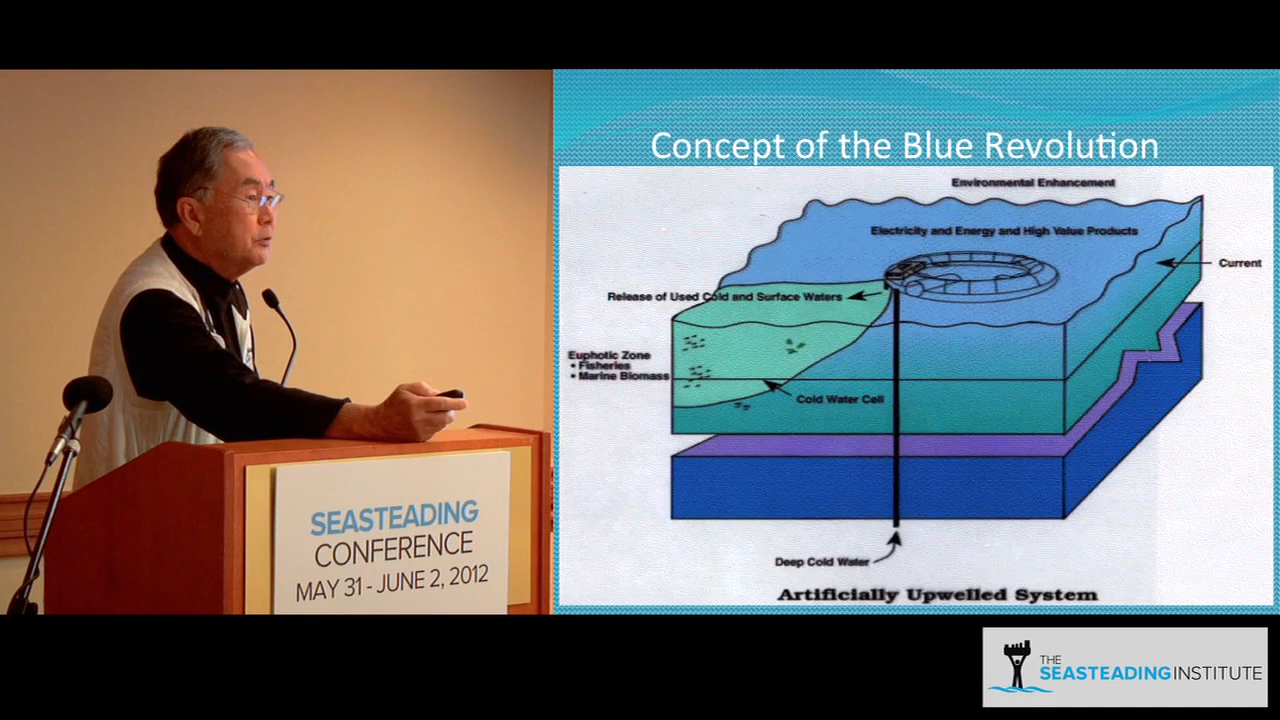 SEASTEADING
CONFERENCE
MAY 31 - JUNE 2, 2012
Concept of the Blue Revolution
Environmental Enhancement
Electricity and Energy and High Value Products
Current
Release of Used Cold and Surface Waters
Euphotic Zone
• Fisheries
• Marine Biomass
Cold Water Cell
Deep Cold Water
Artificially Upwelled System
THE
SEASTEADING INSTITUTE